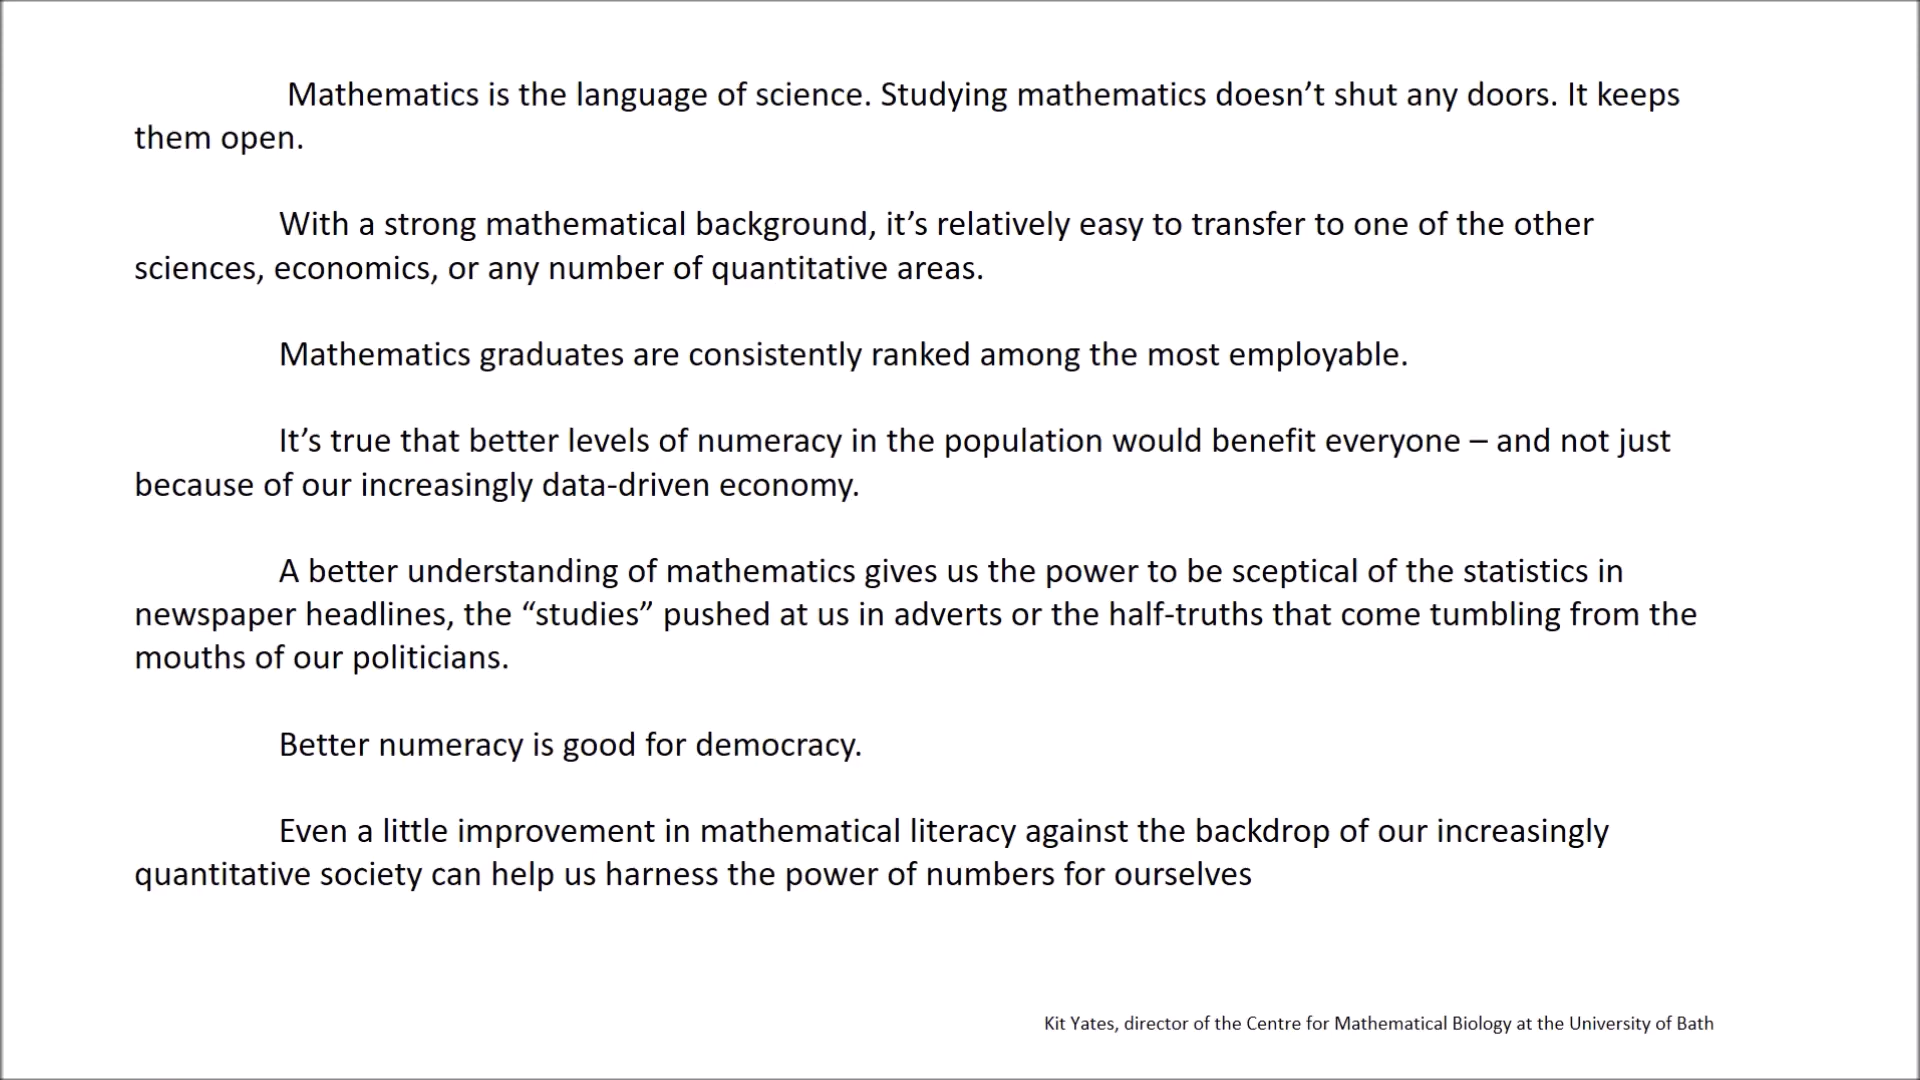 Mathematics is the language of science. Studying mathematics doesn’t shut any doors. It keeps
them open.
With a strong mathematical background, it’s relatively easy to transfer to one of the other
sciences, economics, or any number of quantitative areas.
Mathematics graduates are consistently ranked among the most employable.
It’s true that better levels of numeracy in the population would benefit everyone – and not just
because of our increasingly data-driven economy.
A better understanding of mathematics gives us the power to be sceptical of the statistics in
newspaper headlines, the “studies” pushed at us in adverts or the half-truths that come tumbling from the
mouths of our politicians.
Better numeracy is good for democracy.
Even a little improvement in mathematical literacy against the backdrop of our increasingly
quantitative society can help us harness the power of numbers for ourselves
Kit Yates, director of the Centre for Mathematical Biology at the University of Bath